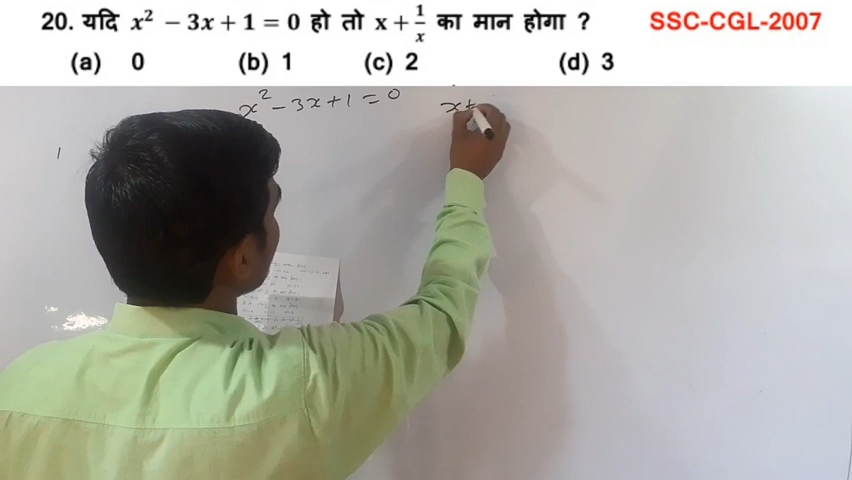 20. यदि x² − 3x + 1 = 0 हो तो x + 1/x का मान होगा ? SSC-CGL-2007
(a) 0 (b) 1 (c) 2 (d) 3
x² − 3x + 1 = 0 x +